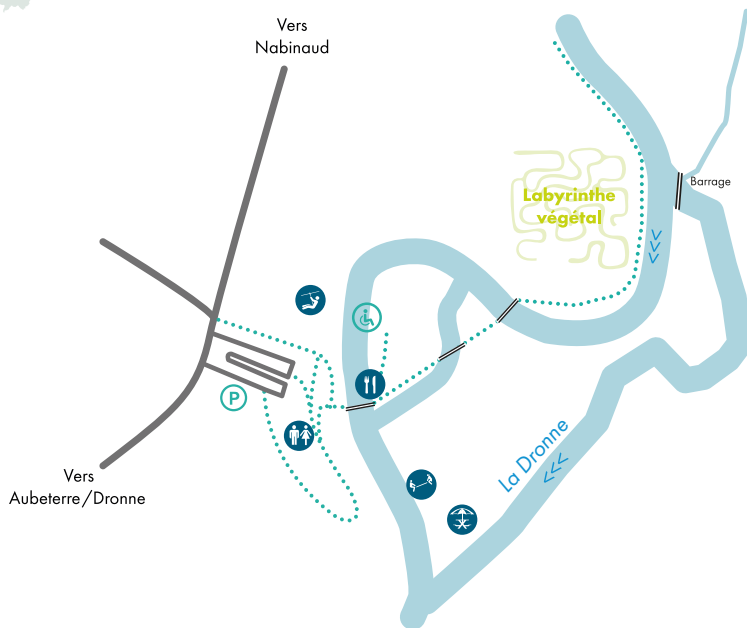 Vers
Nabinaud
Barrage
Labyrinthe
végétal
P
La Dronne
Vers
Aubeterre/Dronne